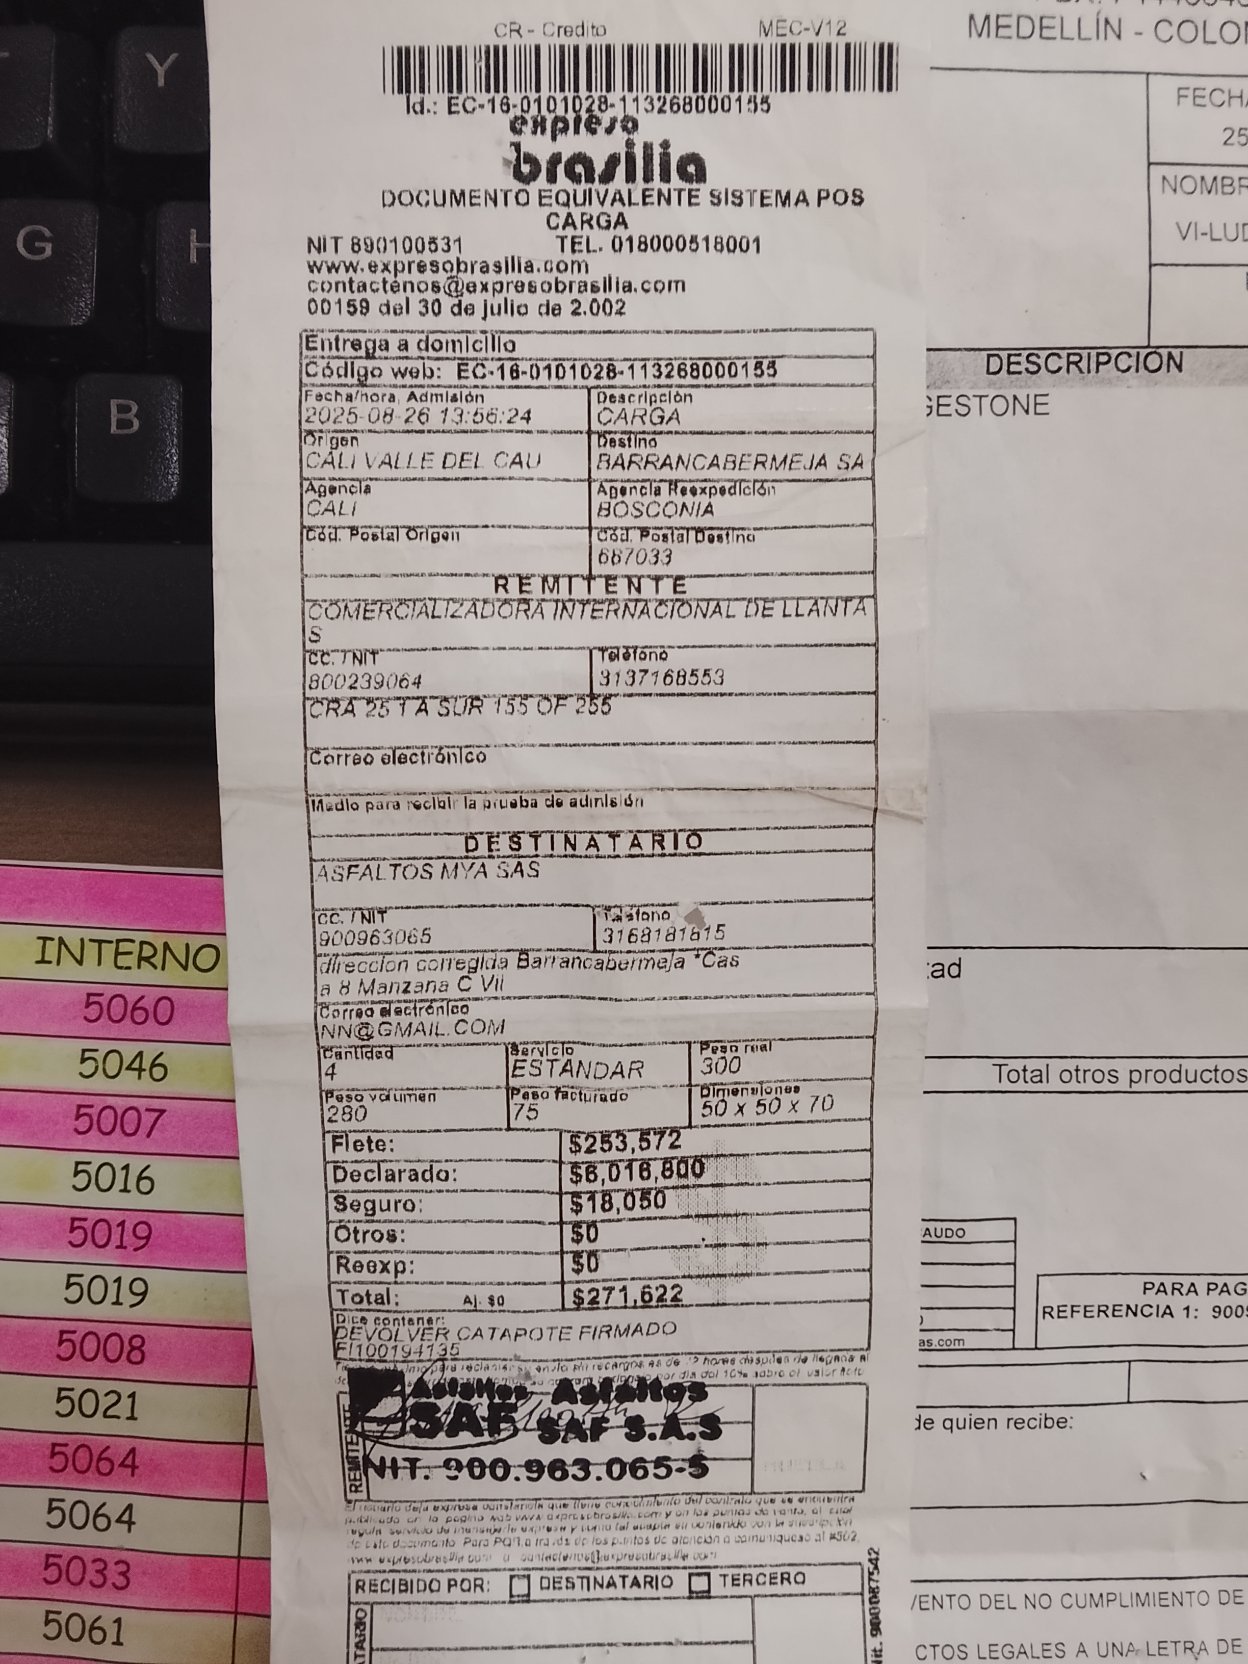 CR - Credito MEC-V12
Id.: EC-16-0101028-113268000155
expreso
brasilia
DOCUMENTO EQUIVALENTE SISTEMA POS
CARGA
NIT 890100531 TEL. 018000518001
www.expresobrasilia.com
contactenos@expresobrasilia.com
00159 del 30 de julio de 2.002
Entrega a domicilio
Código web: EC-16-0101028-113268000155
Fecha/hora, Admisión Descripción
2025-08-26 13:56:24 CARGA
Origen Destino
CALI VALLE DEL CAU BARRANCABERMEJA SA
Agencia Agencia Reexpedición
CALI BOSCONIA
Cód. Postal Origen Cód. Postal Destino
687033
REMITENTE
COMERCIALIZADORA INTERNACIONAL DE LLANTA
S
CC. / NIT Teléfono
800239064 3137168553
CRA 25 1 A SUR 155 OF 255
Correo electrónico
Medio para recibir la prueba de admisión
DESTINATARIO
ASFALTOS MYA SAS
CC. / NIT Teléfono
900963065 3168181815
direccion corregida Barrancabermeja *Cas
a 8 Manzana C Vil
Correo electrónico
NN@GMAIL.COM
Cantidad Servicio Peso real
4 ESTANDAR 300
Peso volumen Peso facturado Dimensiones
280 75 50 x 50 x 70
Flete: $253,572
Declarado: $6,016,800
Seguro: $18,050
Otros: $0
Reexp: $0
Total: Aj. $0 $271,622
Dice contener:
DEVOLVER CATAPOTE FIRMADO
FI100194135
REMITENTE
Asfaltos Asfaltos
SAF SAF S.A.S
NIT. 900.963.065-5
RECIBIDO POR: DESTINATARIO TERCERO
Nit. 900087542
Y
G
H
B
INTERNO
5060
5046
5007
5016
5019
5019
5008
5021
5064
5064
5033
5061
MEDELLÍN - COLO
FECHA
25
NOMBR
VI-LUD
DESCRIPCIÓN
GESTONE
tad
Total otros productos
AUDO
PARA PAG
REFERENCIA 1: 900
as.com
de quien recibe:
VENTO DEL NO CUMPLIMIENTO DE
CTOS LEGALES A UNA LETRA DE